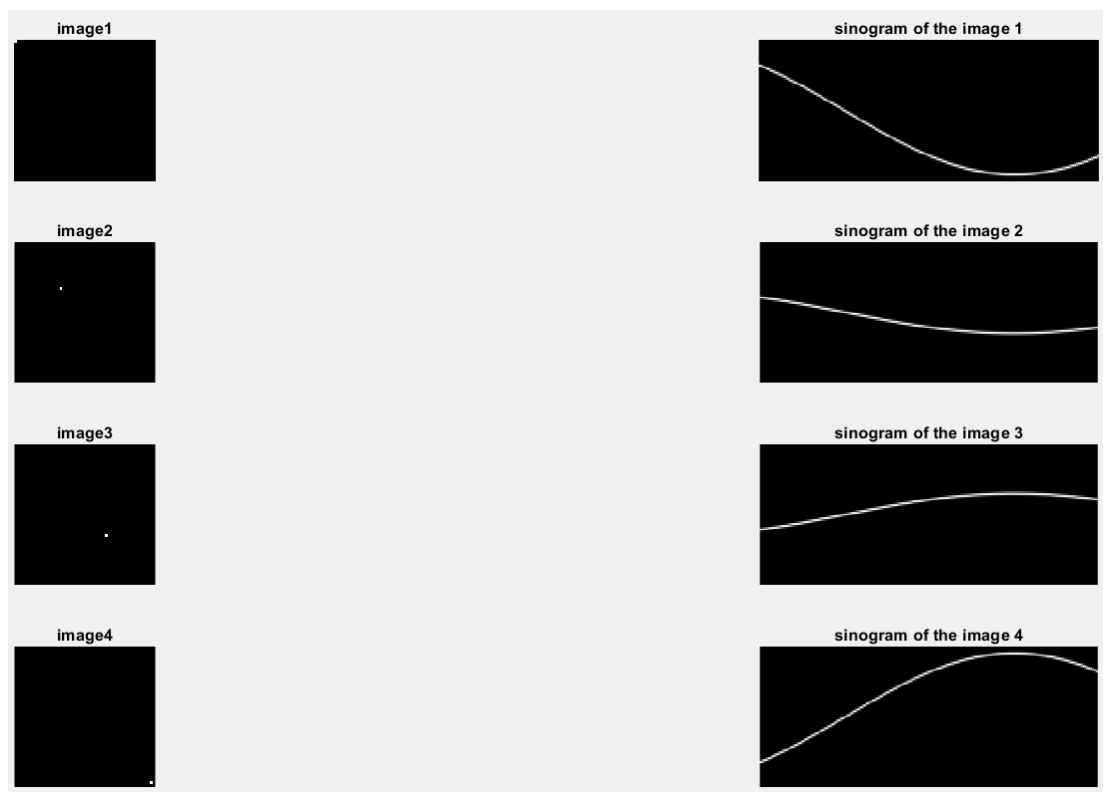 image1
sinogram of the image 1
image2
sinogram of the image 2
image3
sinogram of the image 3
image4
sinogram of the image 4